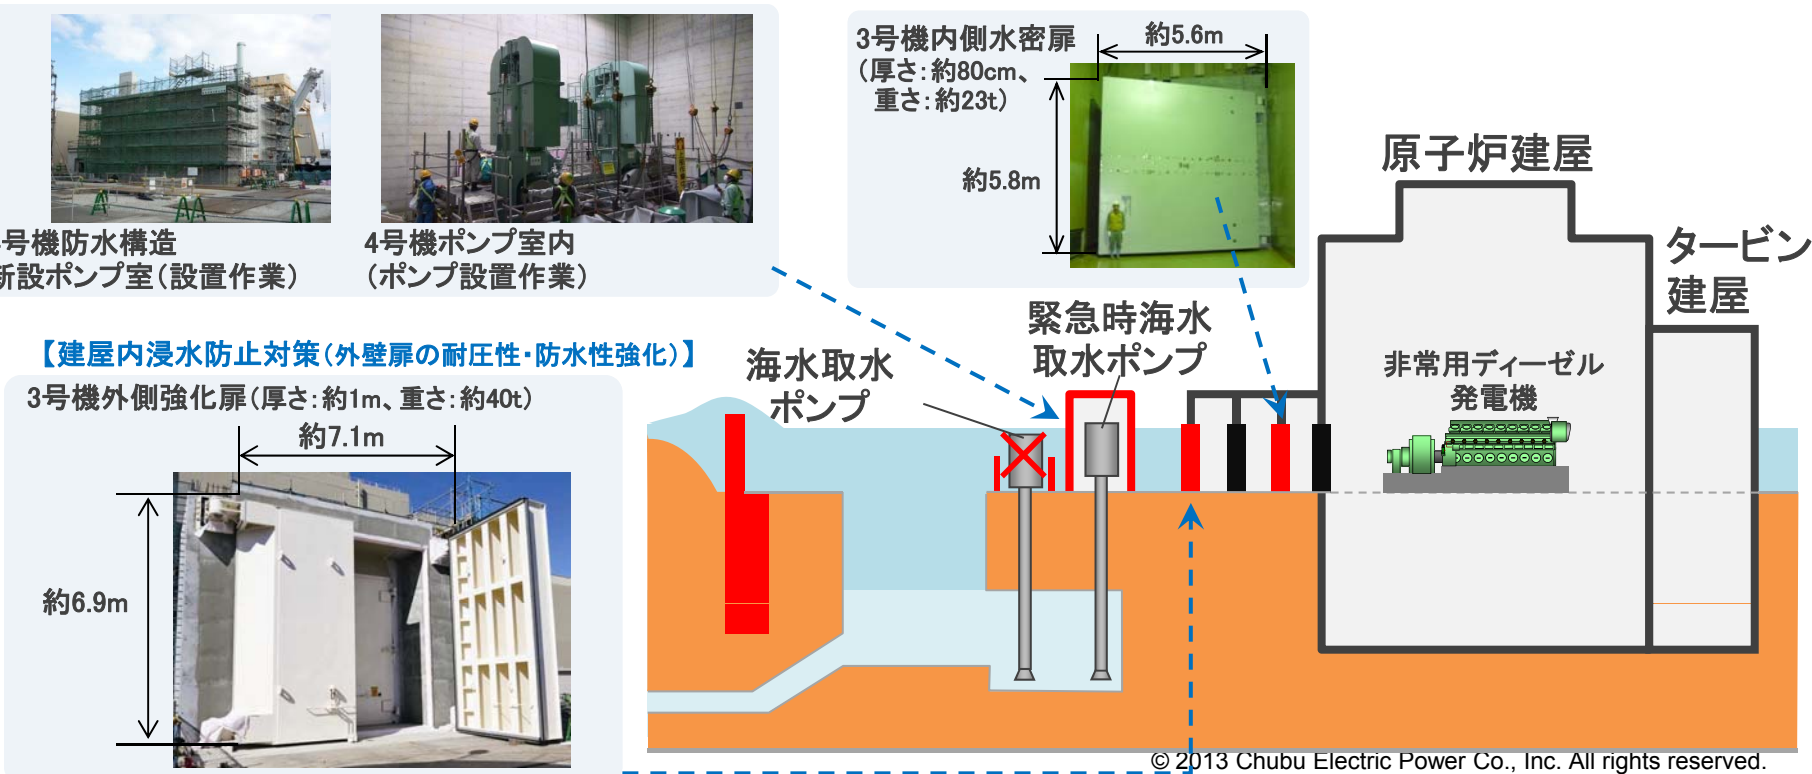 号機防水構造
新設ポンプ室（設置作業）
4号機ポンプ室内
（ポンプ設置作業）
3号機内側水密扉
（厚さ：約80cm、
重さ：約23t）
約5.6m
約5.8m
原子炉建屋
タービン
建屋
緊急時海水
取水ポンプ
海水取水
ポンプ
非常用ディーゼル
発電機
【建屋内浸水防止対策（外壁扉の耐圧性・防水性強化）】
3号機外側強化扉（厚さ：約1m、重さ：約40t）
約7.1m
約6.9m
© 2013 Chubu Electric Power Co., Inc. All rights reserved.